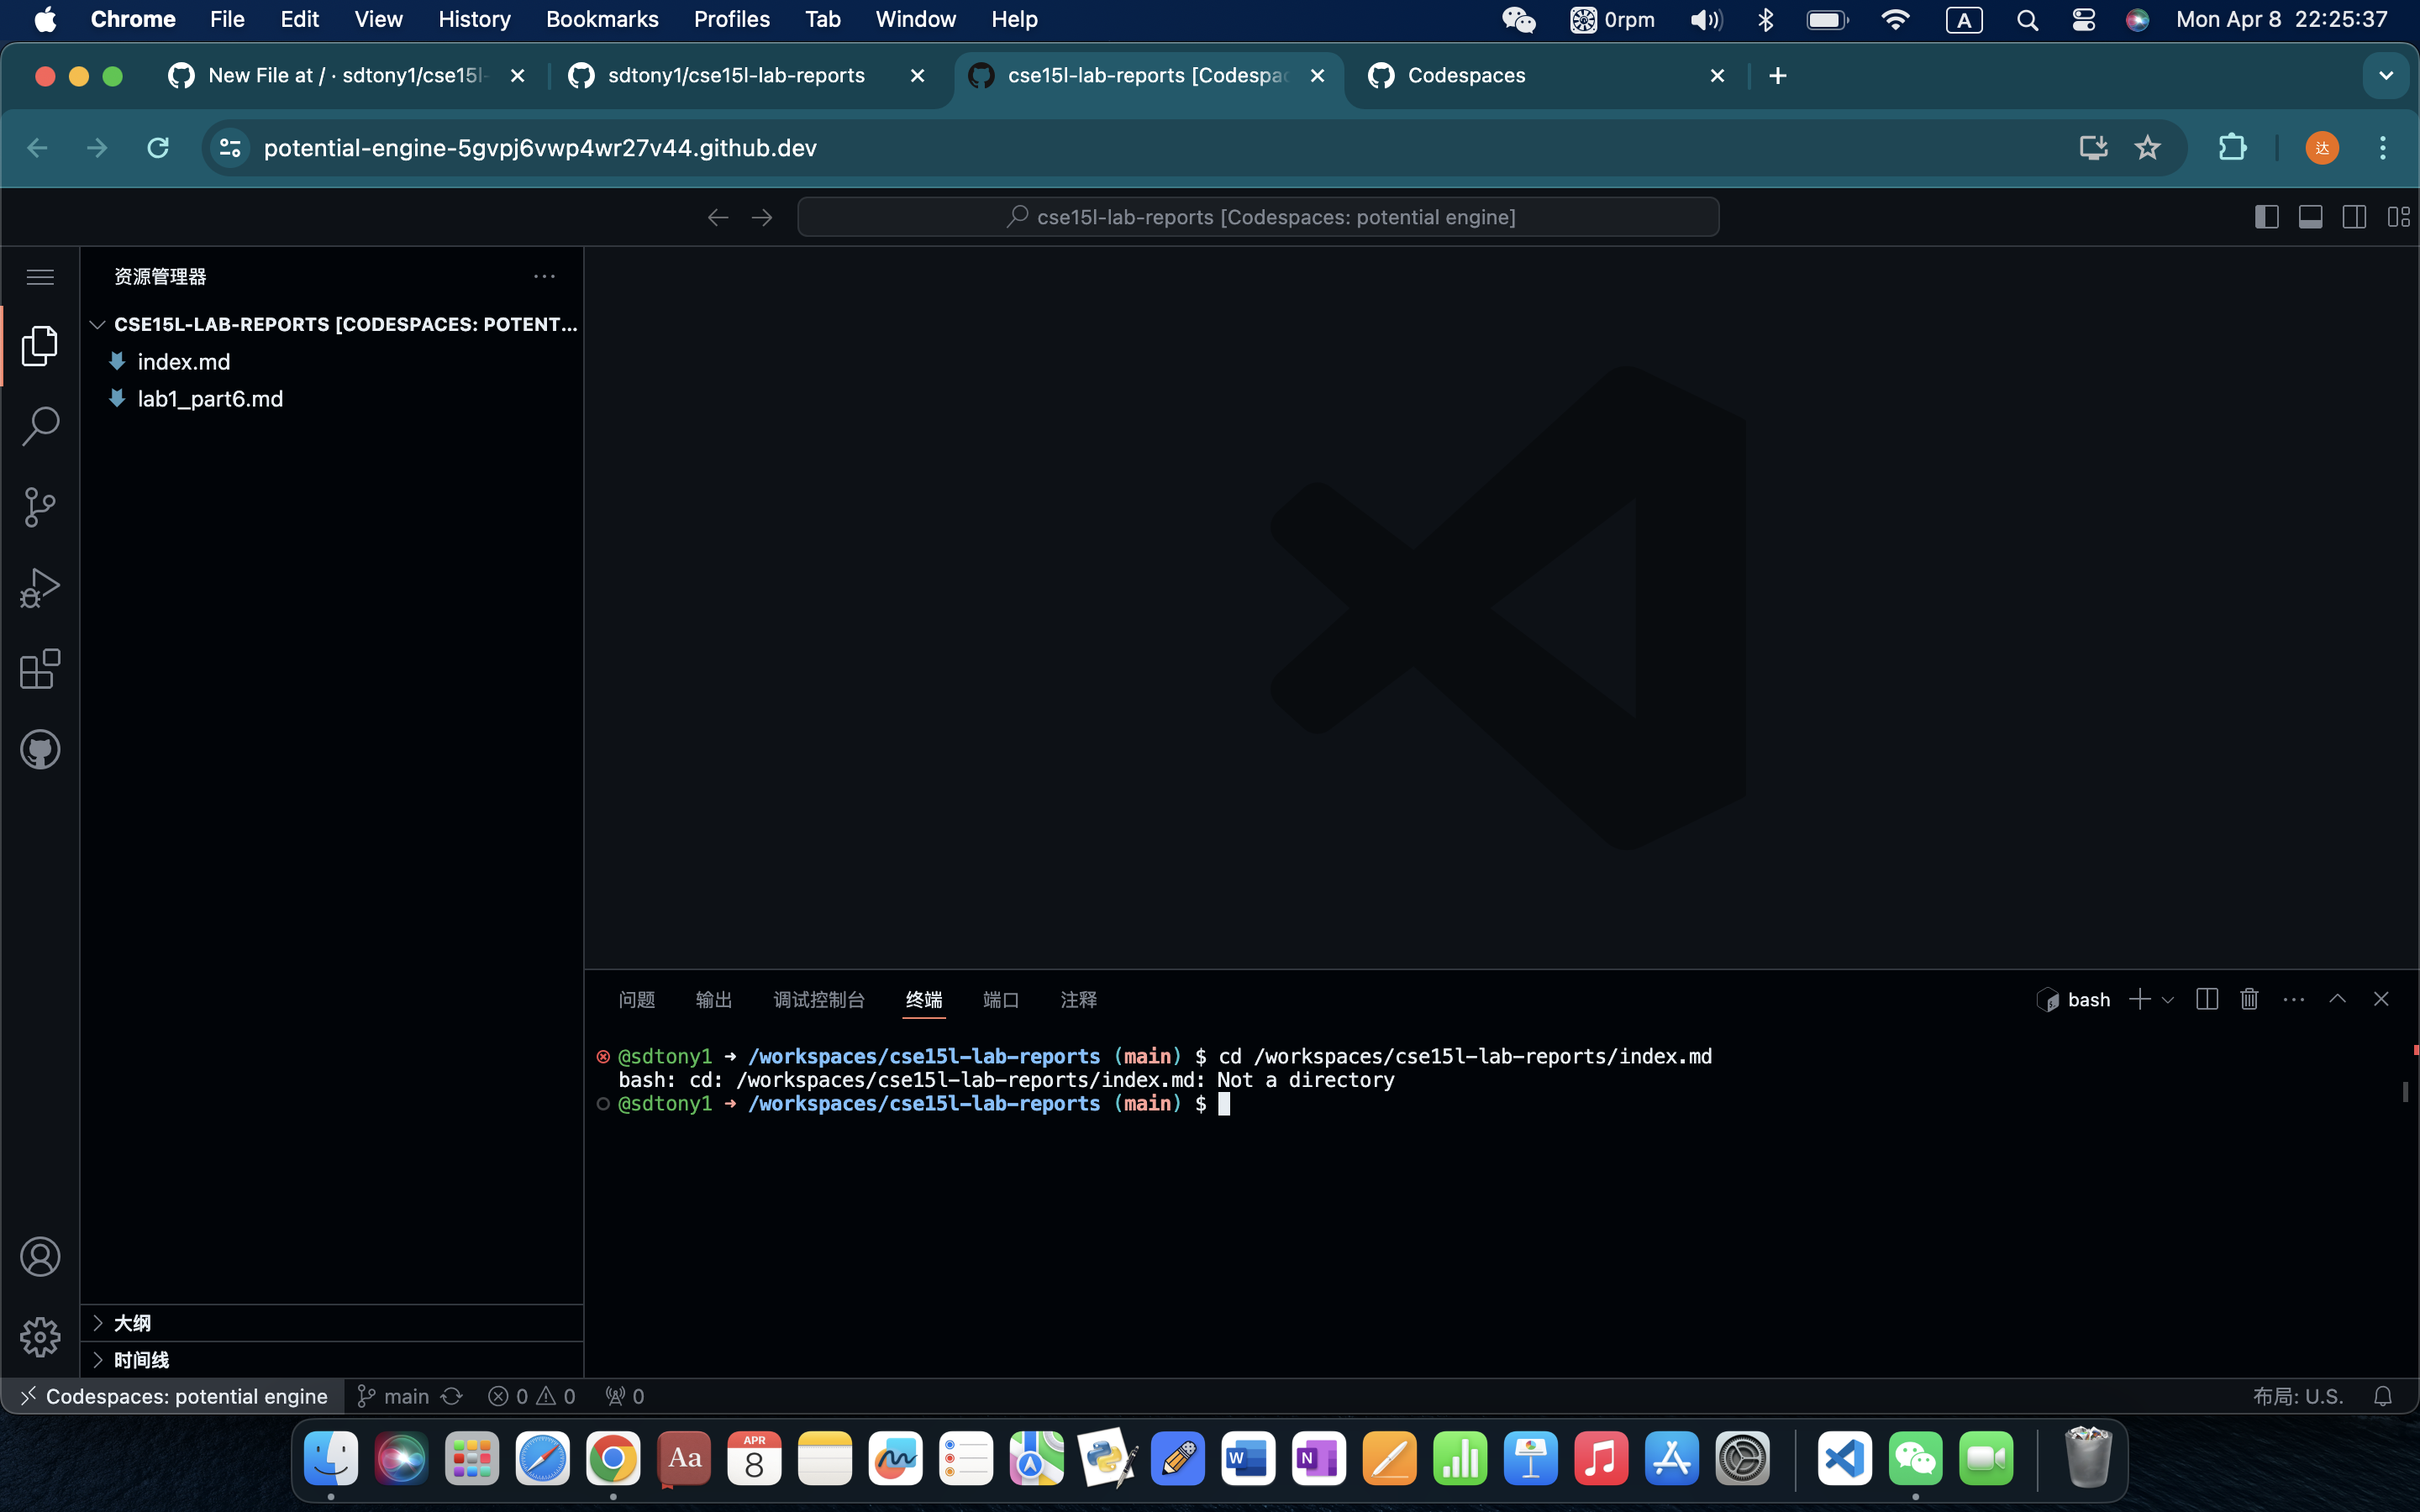 Chrome File Edit View History Bookmarks Profiles Tab Window Help 0rpm A Mon Apr 8 22:25:37
New File at / · sdtony1/cse15l- sdtony1/cse15l-lab-reports cse15l-lab-reports [Codespac Codespaces
potential-engine-5gvpj6vwp4wr27v44.github.dev 达
cse15l-lab-reports [Codespaces: potential engine]
资源管理器
CSE15L-LAB-REPORTS [CODESPACES: POTENT...
index.md
lab1_part6.md
问题 输出 调试控制台 终端 端口 注释 bash
@sdtony1 ➜ /workspaces/cse15l-lab-reports (main) $ cd /workspaces/cse15l-lab-reports/index.md
bash: cd: /workspaces/cse15l-lab-reports/index.md: Not a directory
@sdtony1 ➜ /workspaces/cse15l-lab-reports (main) $
大纲
时间线
Codespaces: potential engine main 0 0 0 布局: U.S.
Aa APR 8 W N